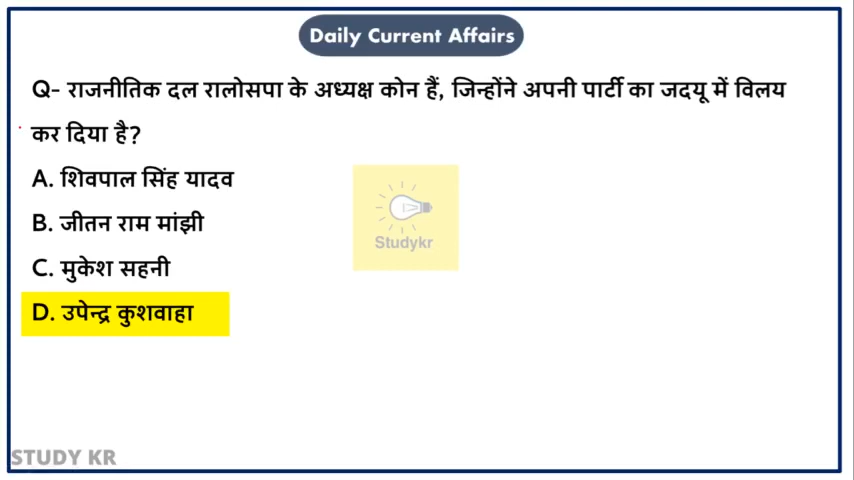 Daily Current Affairs
Q- राजनीतिक दल रालोसपा के अध्यक्ष कोन हैं, जिन्होंने अपनी पार्टी का जदयू में विलय
कर दिया है?
A. शिवपाल सिंह यादव
B. जीतन राम मांझी
C. मुकेश सहनी
D. उपेन्द्र कुशवाहा
Studykr
STUDY KR